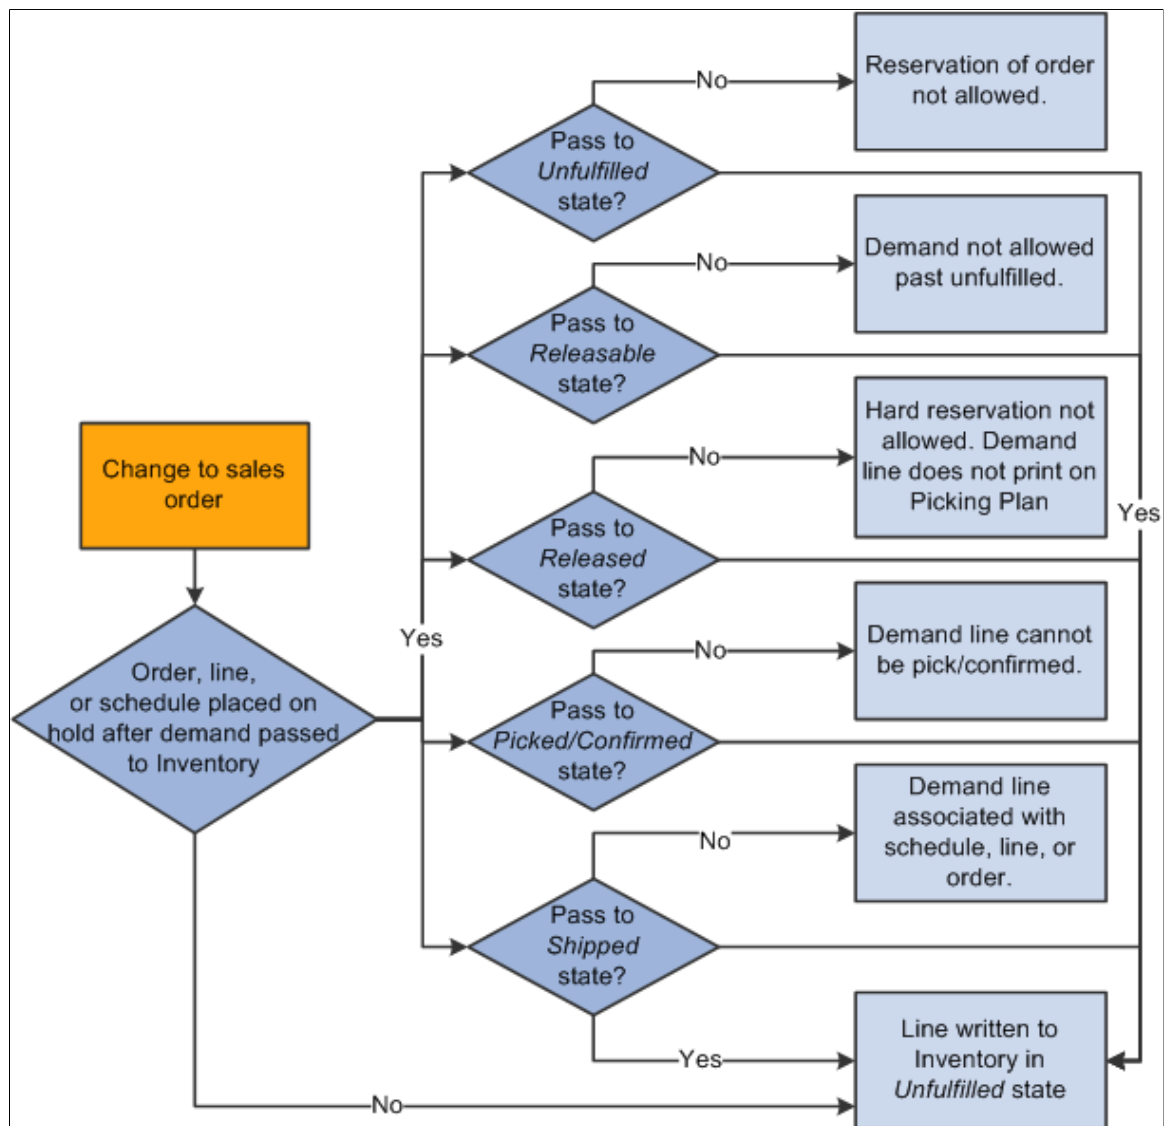 No
Reservation of order
not allowed.
Pass to
Unfulfilled
state?
No
Demand not allowed
past unfulfilled.
Pass to
Releasable
state?
No
Hard reservation not
allowed. Demand
line does not print on
Picking Plan
Yes
Change to sales
order
Pass to
Released
state?
Yes
No
Demand line cannot
be pick/confirmed.
Order, line,
or schedule placed on
hold after demand passed
to Inventory
Pass to
Picked/Confirmed
state?
No
Demand line
associated with
schedule, line, or
order.
Pass to
Shipped
state?
Yes
Line written to
Inventory in
Unfulfilled state
No